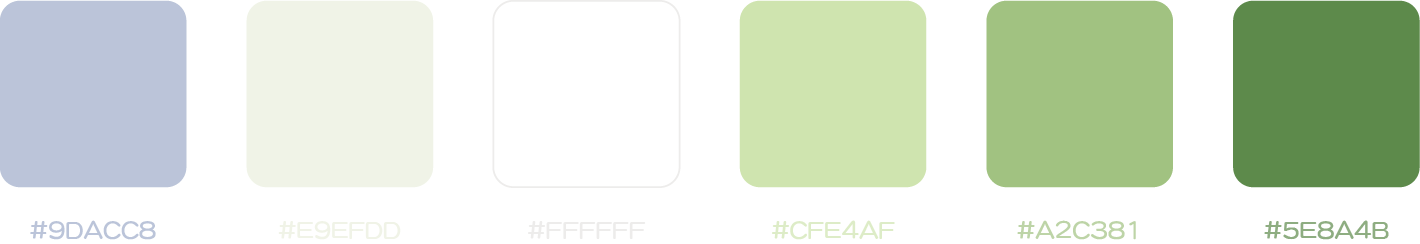 #9DACC8
#E9EFDD
#FFFFFF
#CFE4AF
#A2C381
#5E8A4B